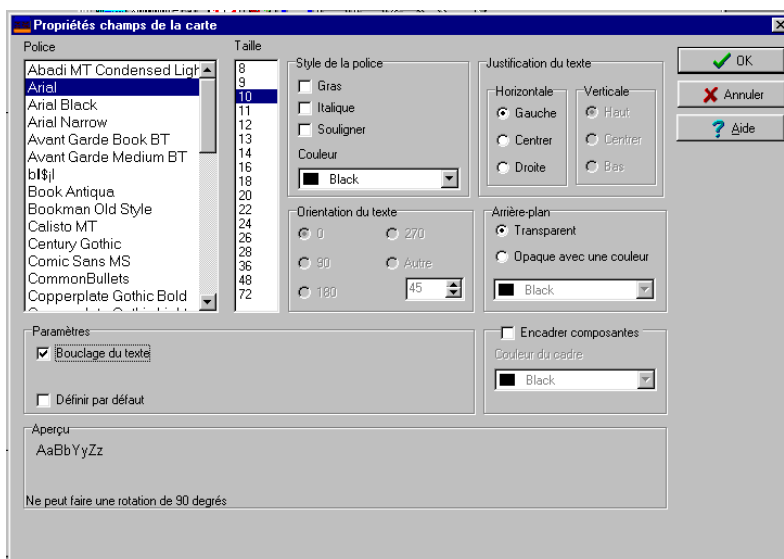 Propriétés champs de la carte
Police
Abadi MT Condensed Ligh
Arial
Arial Black
Arial Narrow
Avant Garde Book BT
Avant Garde Medium BT
Book Antiqua
Bookman Old Style
Calisto MT
Century Gothic
Comic Sans MS
CommonBullets
Copperplate Gothic Bold
Taille
8
9
10
11
12
13
14
16
18
20
22
24
26
28
36
48
72
Style de la police
Gras
Italique
Souligner
Couleur
Black
Justification du texte
Horizontale
Gauche
Centrer
Droite
Verticale
Haut
Centrer
Bas
OK
Annuler
Aide
Orientation du texte
0
270
90
Autre
180
45
Arrière-plan
Transparent
Opaque avec une couleur
Black
Paramètres
Bouclage du texte
Définir par défaut
Encadrer composantes
Couleur du cadre
Black
Aperçu
AaBbYyZz
Ne peut faire une rotation de 90 degrés